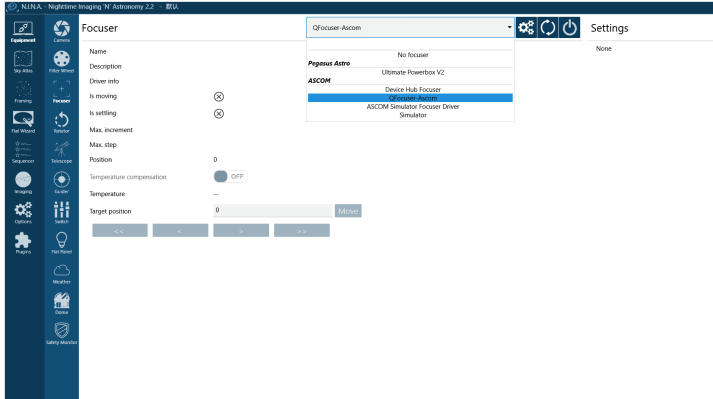 N.I.N.A. - Nighttime Imaging 'N' Astronomy 2.2 - 默认
Equipment
Sky Atlas
Framing
Flat Wizard
Sequencer
Imaging
Options
Plugins
Camera
Filter Wheel
Focuser
Rotator
Telescope
Guider
Switch
Flat Panel
Weather
Dome
Safety Monitor
Focuser
Name
Description
Driver info
Is moving
Is settling
Max. increment
Max. step
Position 0
Temperature compensation OFF
Temperature --
Target position 0 Move
<< < > >>
QFocuser-Ascom
No focuser
Pegasus Astro
Ultimate Powerbox V2
ASCOM
Device Hub Focuser
QFocuser-Ascom
ASCOM Simulator Focuser Driver
Simulator
Settings
None